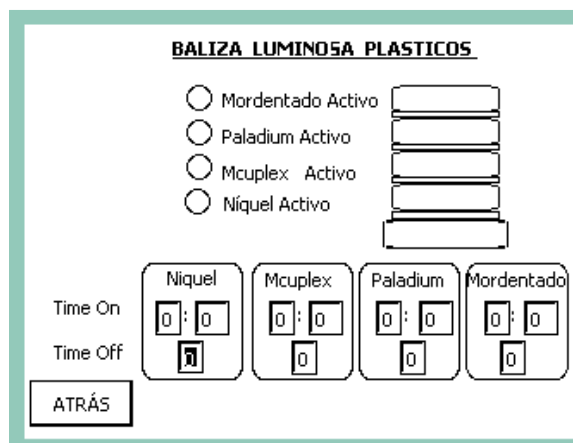 BALIZA LUMINOSA PLASTICOS
Mordentado Activo
Paladium Activo
Mcuplex Activo
Níquel Activo
Niquel Mcuplex Paladium Mordentado
Time On 0 : 0 0 : 0 0 : 0 0 : 0
Time Off 0 0 0 0
ATRÁS